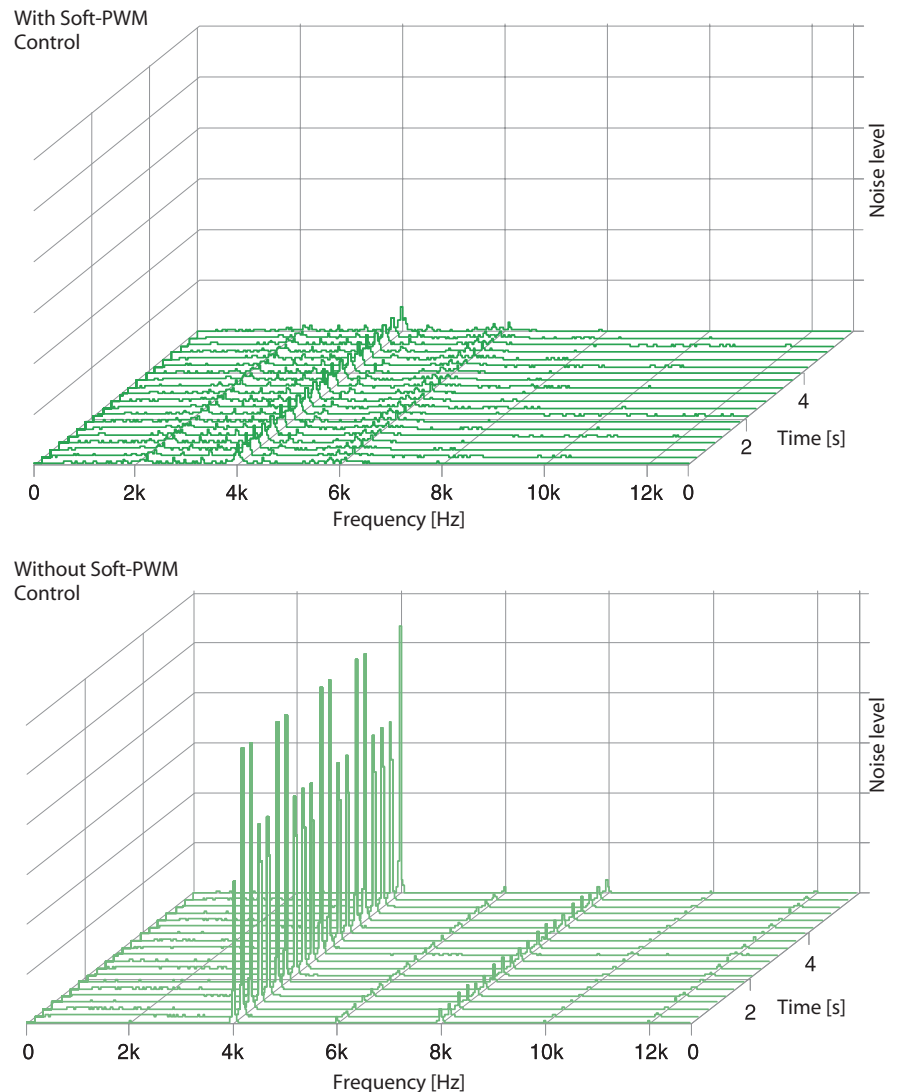 With Soft-PWM
Control
Noise level
4
2
Time [s]
0 2k 4k 6k 8k 10k 12k 0
Frequency [Hz]
Without Soft-PWM
Control
Noise level
4
2
Time [s]
0 2k 4k 6k 8k 10k 12k 0
Frequency [Hz]